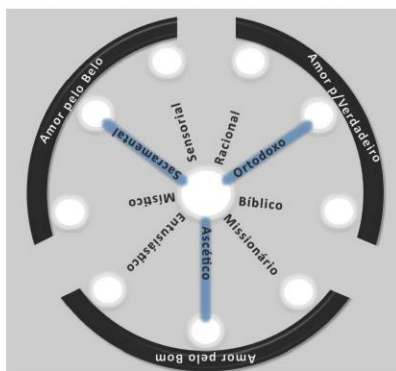 Amor pelo Belo
Amor p/Verdadeiro
Amor pelo Bom
Sensorial
Racional
Sacramental
Ortodoxo
Místico
Bíblico
Entusiástico
Ascético
Missionário